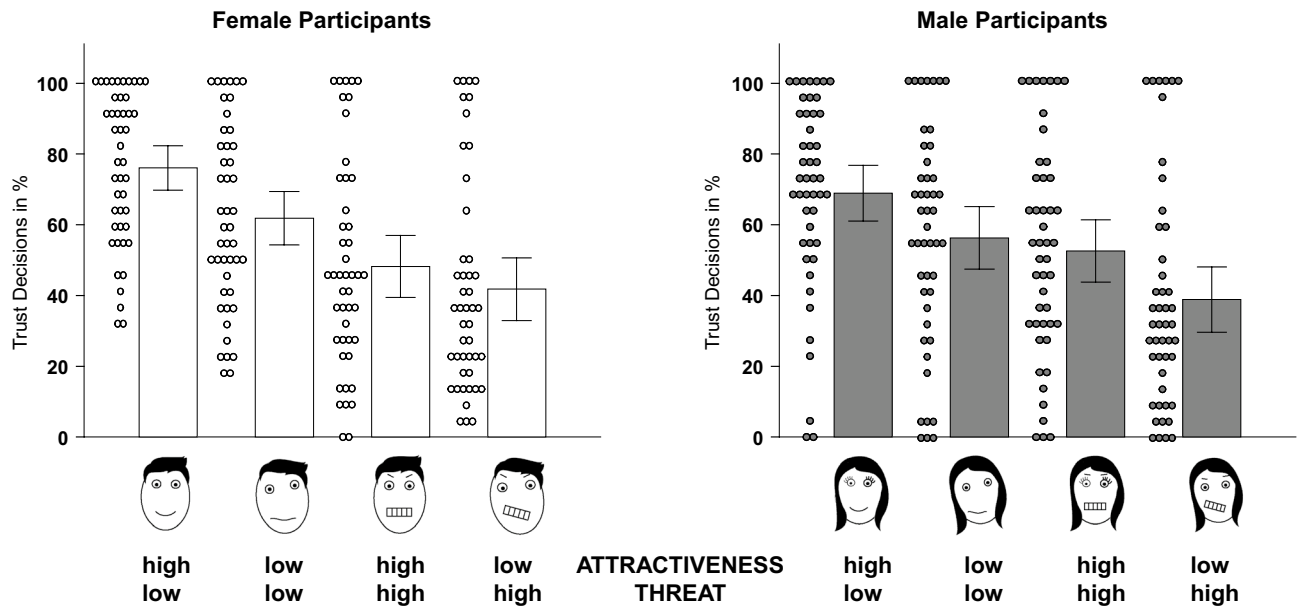 Female Participants
Male Participants
Trust Decisions in %
100
80
60
40
20
0
Trust Decisions in %
100
80
60
40
20
0
high low high low ATTRACTIVENESS high low high low
low low high high THREAT low low high high